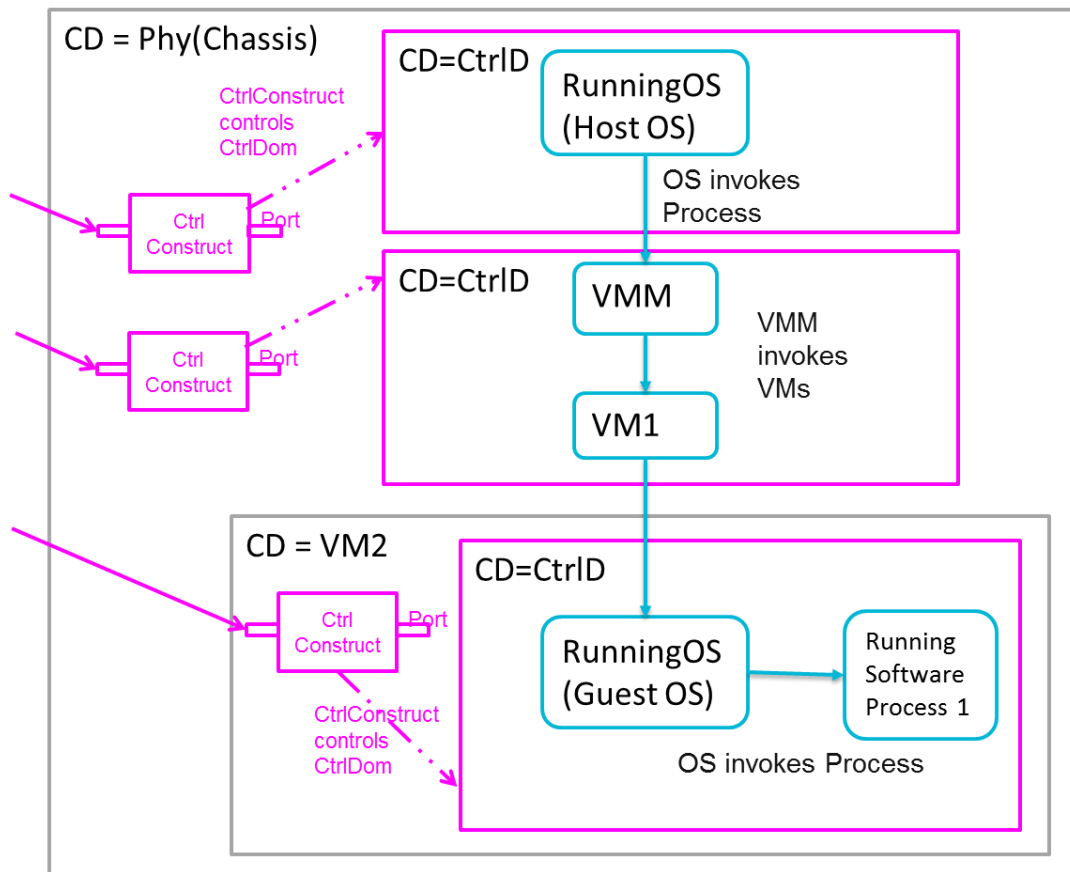 CD = Phy(Chassis)
CtrlConstruct
controls
CtrlDom
Ctrl
Construct
Port
CD=CtrlD
RunningOS
(Host OS)
OS invokes
Process
Ctrl
Construct
Port
CD=CtrlD
VMM
VM1
VMM
invokes
VMs
CD = VM2
Ctrl
Construct
Port
CtrlConstruct
controls
CtrlDom
CD=CtrlD
RunningOS
(Guest OS)
Running
Software
Process 1
OS invokes Process